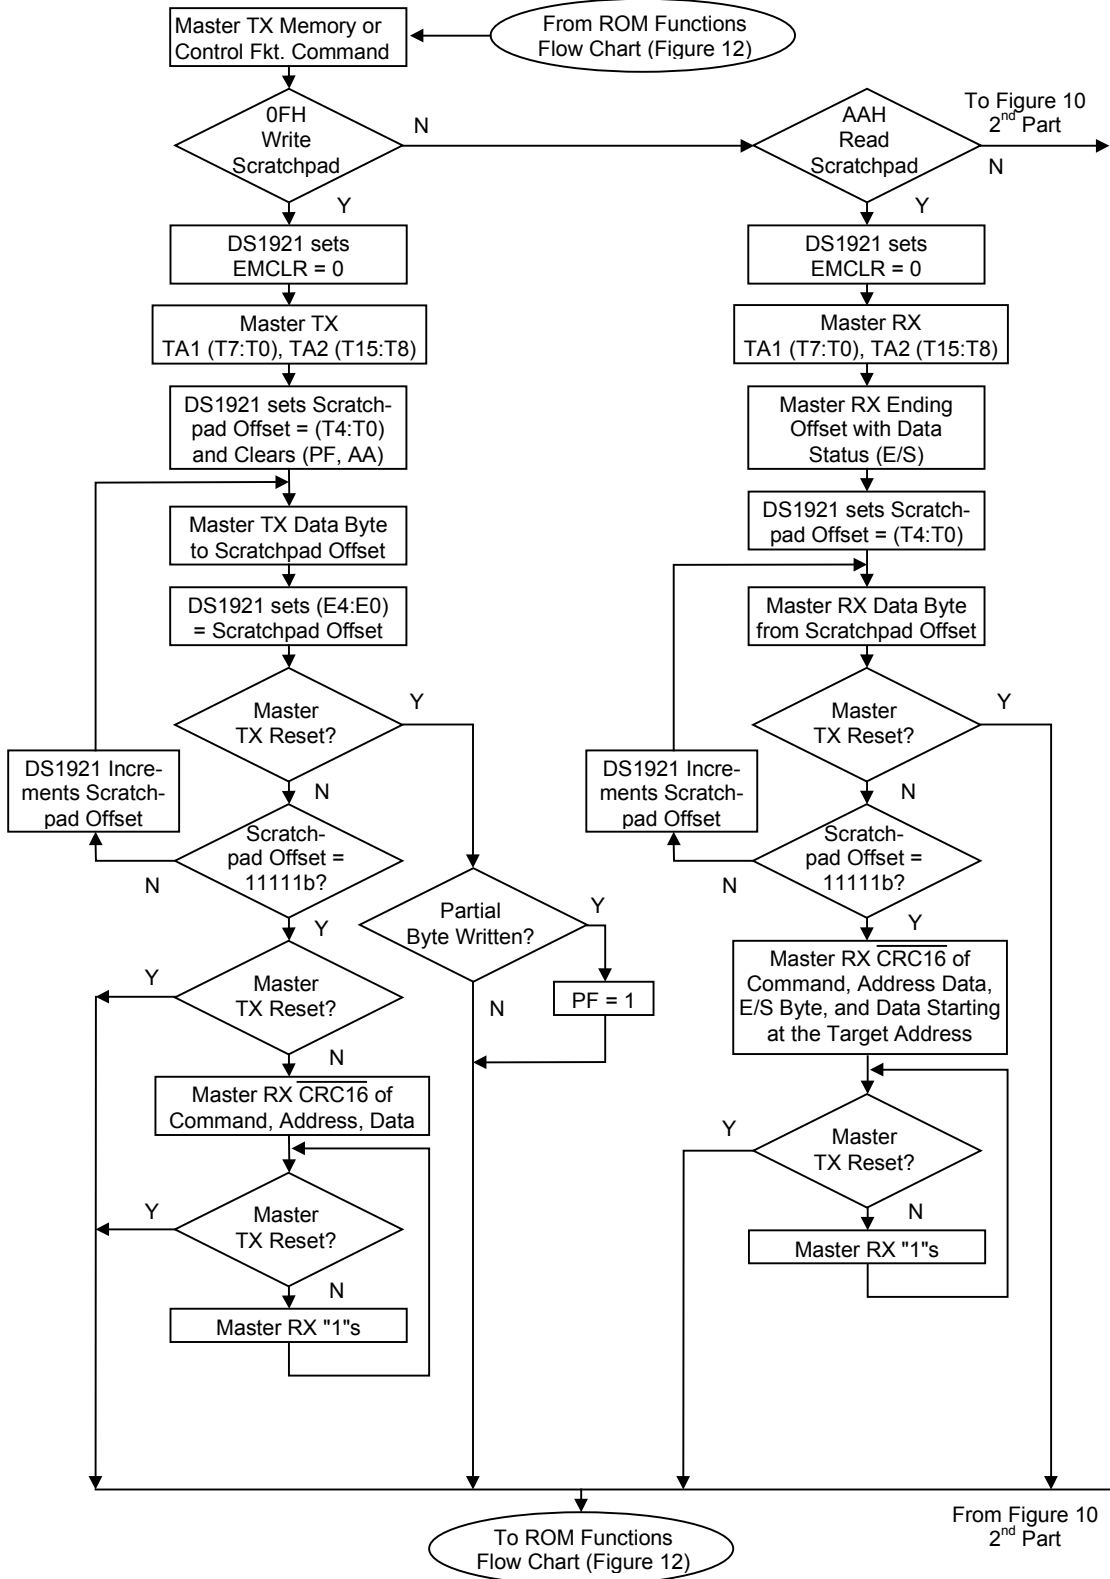 Master TX Memory or
Control Fkt. Command
From ROM Functions
Flow Chart (Figure 12)
0FH
Write
Scratchpad
N
Y
AAH
Read
Scratchpad
To Figure 10
2nd Part
N
Y
DS1921 sets
EMCLR = 0
Master TX
TA1 (T7:T0), TA2 (T15:T8)
DS1921 sets Scratch-
pad Offset = (T4:T0)
and Clears (PF, AA)
Master TX Data Byte
to Scratchpad Offset
DS1921 sets (E4:E0)
= Scratchpad Offset
Master
TX Reset?
Y
N
DS1921 Incre-
ments Scratch-
pad Offset
Scratch-
pad Offset =
11111b?
N
Y
Partial
Byte Written?
Y
N
PF = 1
Master
TX Reset?
Y
N
Master RX CRC16 of
Command, Address, Data
Master
TX Reset?
Y
N
Master RX "1"s
DS1921 sets
EMCLR = 0
Master RX
TA1 (T7:T0), TA2 (T15:T8)
Master RX Ending
Offset with Data
Status (E/S)
DS1921 sets Scratch-
pad Offset = (T4:T0)
Master RX Data Byte
from Scratchpad Offset
Master
TX Reset?
Y
N
DS1921 Incre-
ments Scratch-
pad Offset
Scratch-
pad Offset =
11111b?
N
Y
Master RX CRC16 of
Command, Address Data,
E/S Byte, and Data Starting
at the Target Address
Master
TX Reset?
Y
N
Master RX "1"s
From Figure 10
2nd Part
To ROM Functions
Flow Chart (Figure 12)